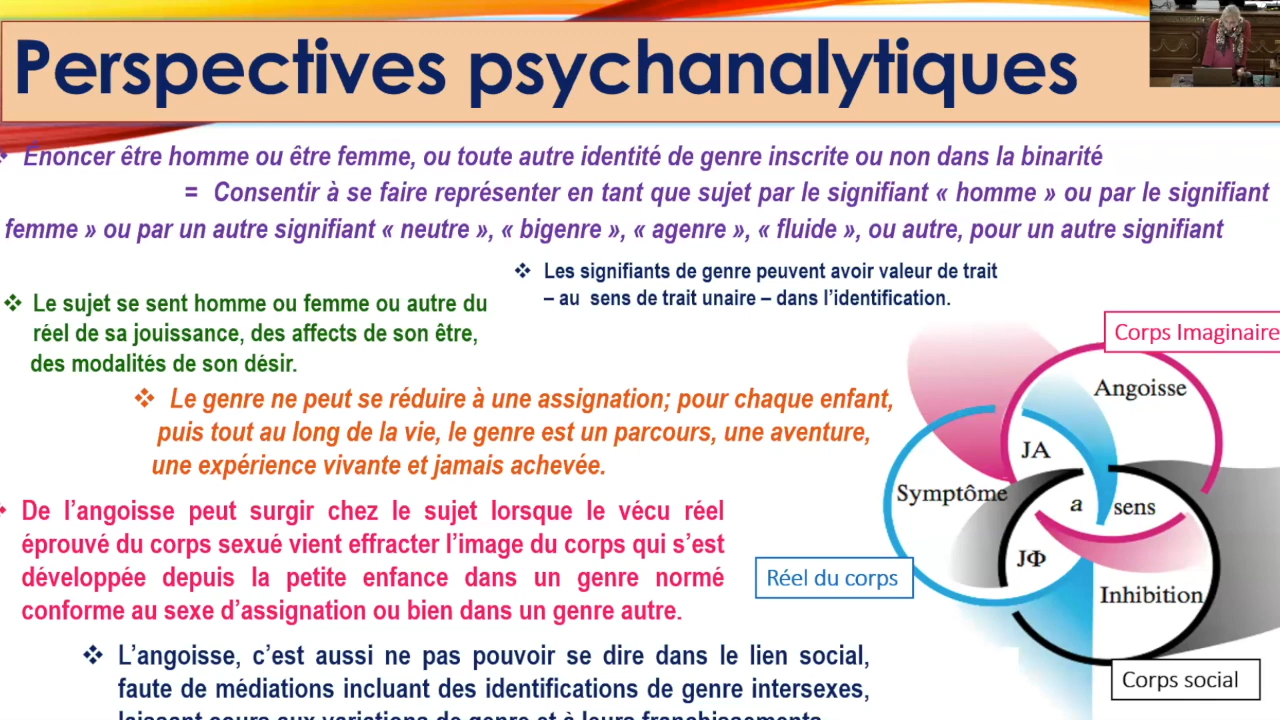 Perspectives psychanalytiques
Énoncer être homme ou être femme, ou toute autre identité de genre inscrite ou non dans la binarité
= Consentir à se faire représenter en tant que sujet par le signifiant « homme » ou par le signifiant
femme » ou par un autre signifiant « neutre », « bigenre », « agenre », « fluide », ou autre, pour un autre signifiant
❖ Les signifiants de genre peuvent avoir valeur de trait
– au sens de trait unaire – dans l’identification.
❖ Le sujet se sent homme ou femme ou autre du
réel de sa jouissance, des affects de son être,
des modalités de son désir.
❖ Le genre ne peut se réduire à une assignation; pour chaque enfant,
puis tout au long de la vie, le genre est un parcours, une aventure,
une expérience vivante et jamais achevée.
De l’angoisse peut surgir chez le sujet lorsque le vécu réel
éprouvé du corps sexué vient effracter l’image du corps qui s’est
développée depuis la petite enfance dans un genre normé
conforme au sexe d’assignation ou bien dans un genre autre.
❖ L’angoisse, c’est aussi ne pas pouvoir se dire dans le lien social,
faute de médiations incluant des identifications de genre intersexes,
laissant cours aux variations de genre et à leurs franchissements
Corps Imaginaire
Angoisse
JA
Symptôme
a
sens
JΦ
Réel du corps
Inhibition
Corps social